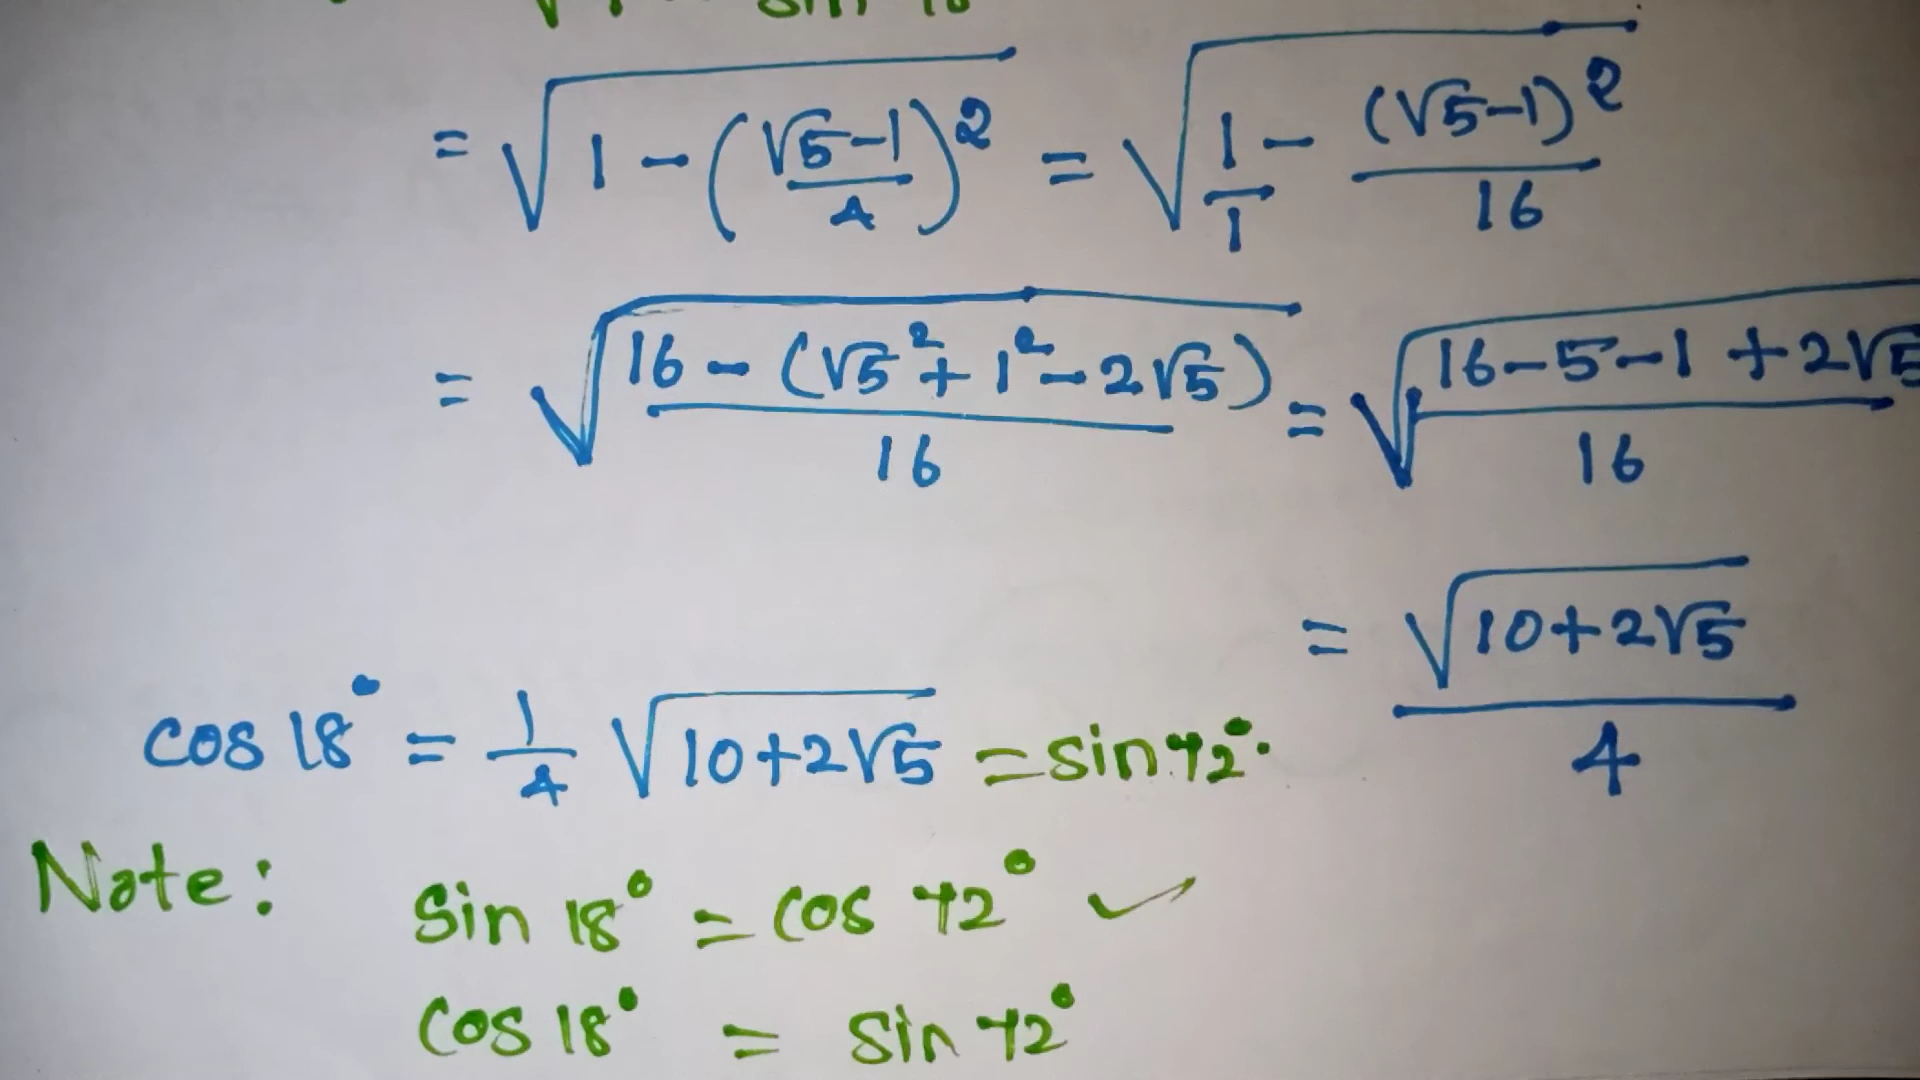 sin 18
= √(1 - ((√5-1)/4)²) = √(1/1 - (√5-1)²/16)
= √((16 - (√5² + 1² - 2√5))/16) = √((16-5-1+2√5)/16)
= √(10+2√5)/4
cos 18° = 1/4 √(10+2√5) = sin 72°.
Note: sin 18° = cos 72° ✓
cos 18° = sin 72°